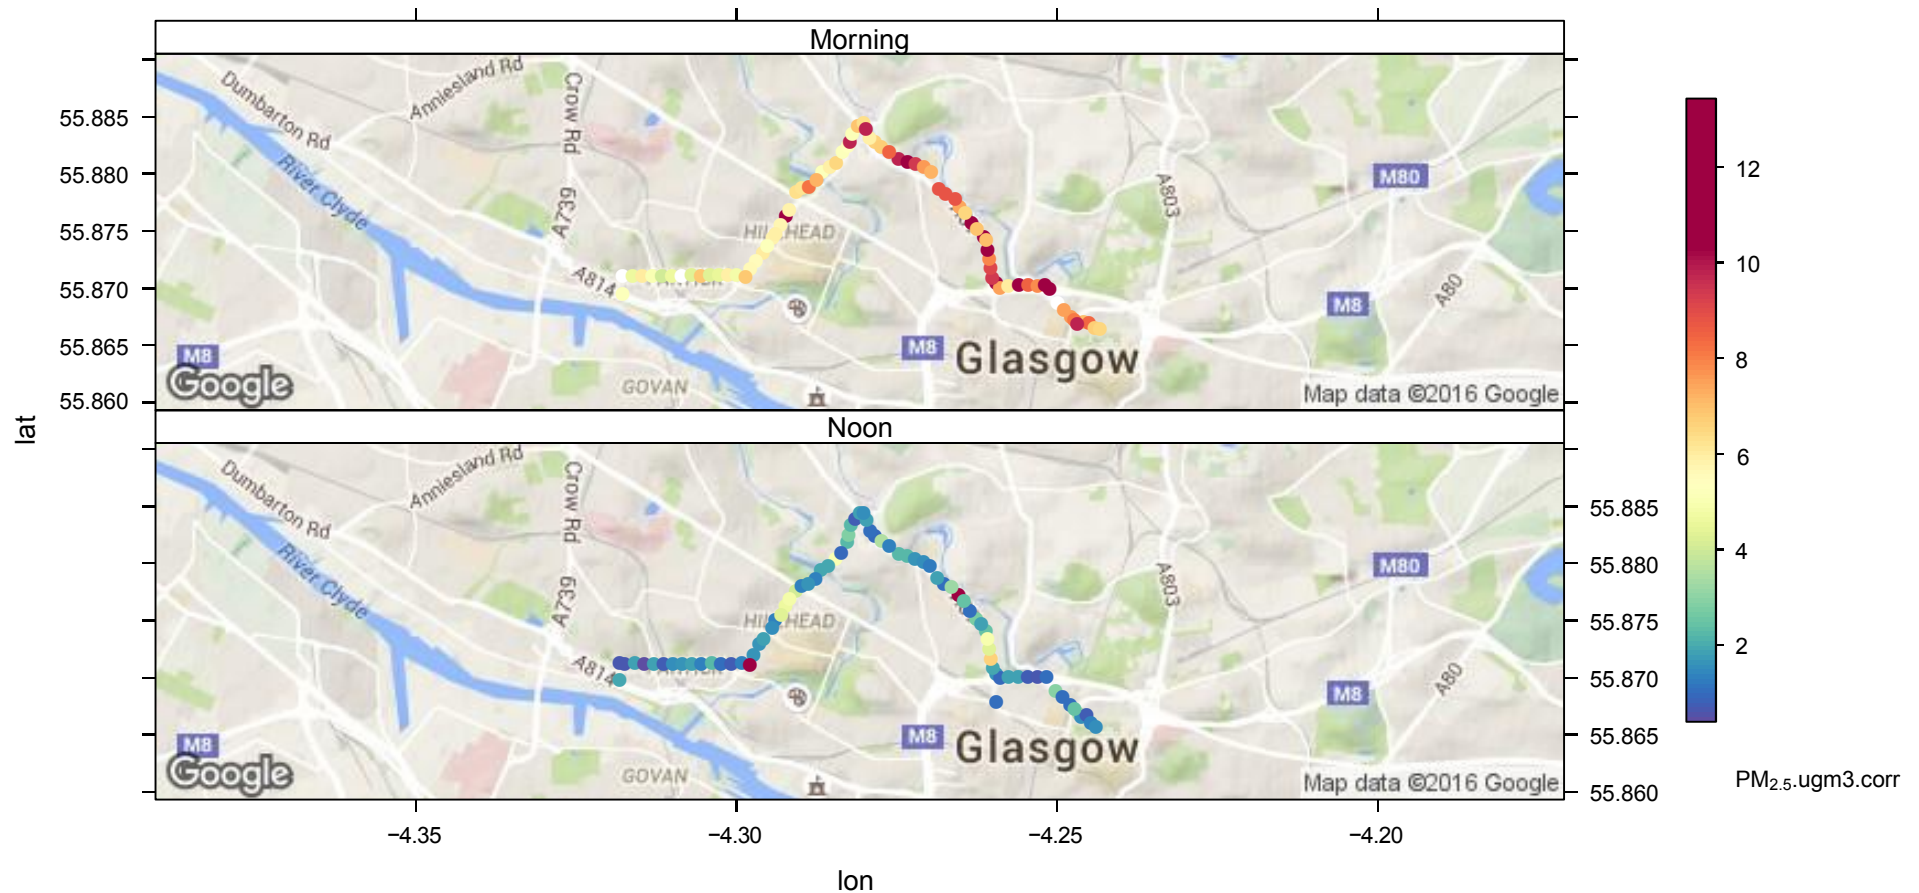 Morning
Dumbarton Rd
Anniesland Rd
Crow Rd
River Clyde
A739
A814
A803
M80
M8
A80
M8
M8
GOVAN
Glasgow
Google
Map data ©2016 Google
55.885
55.880
55.875
55.870
55.865
55.860
lat
Noon
Dumbarton Rd
Anniesland Rd
Crow Rd
River Clyde
A739
A814
A803
M80
M8
A80
M8
M8
GOVAN
Glasgow
Google
Map data ©2016 Google
55.885
55.880
55.875
55.870
55.865
55.860
−4.35
−4.30
−4.25
−4.20
lon
12
10
8
6
4
2
PM2.5.ugm3.corr